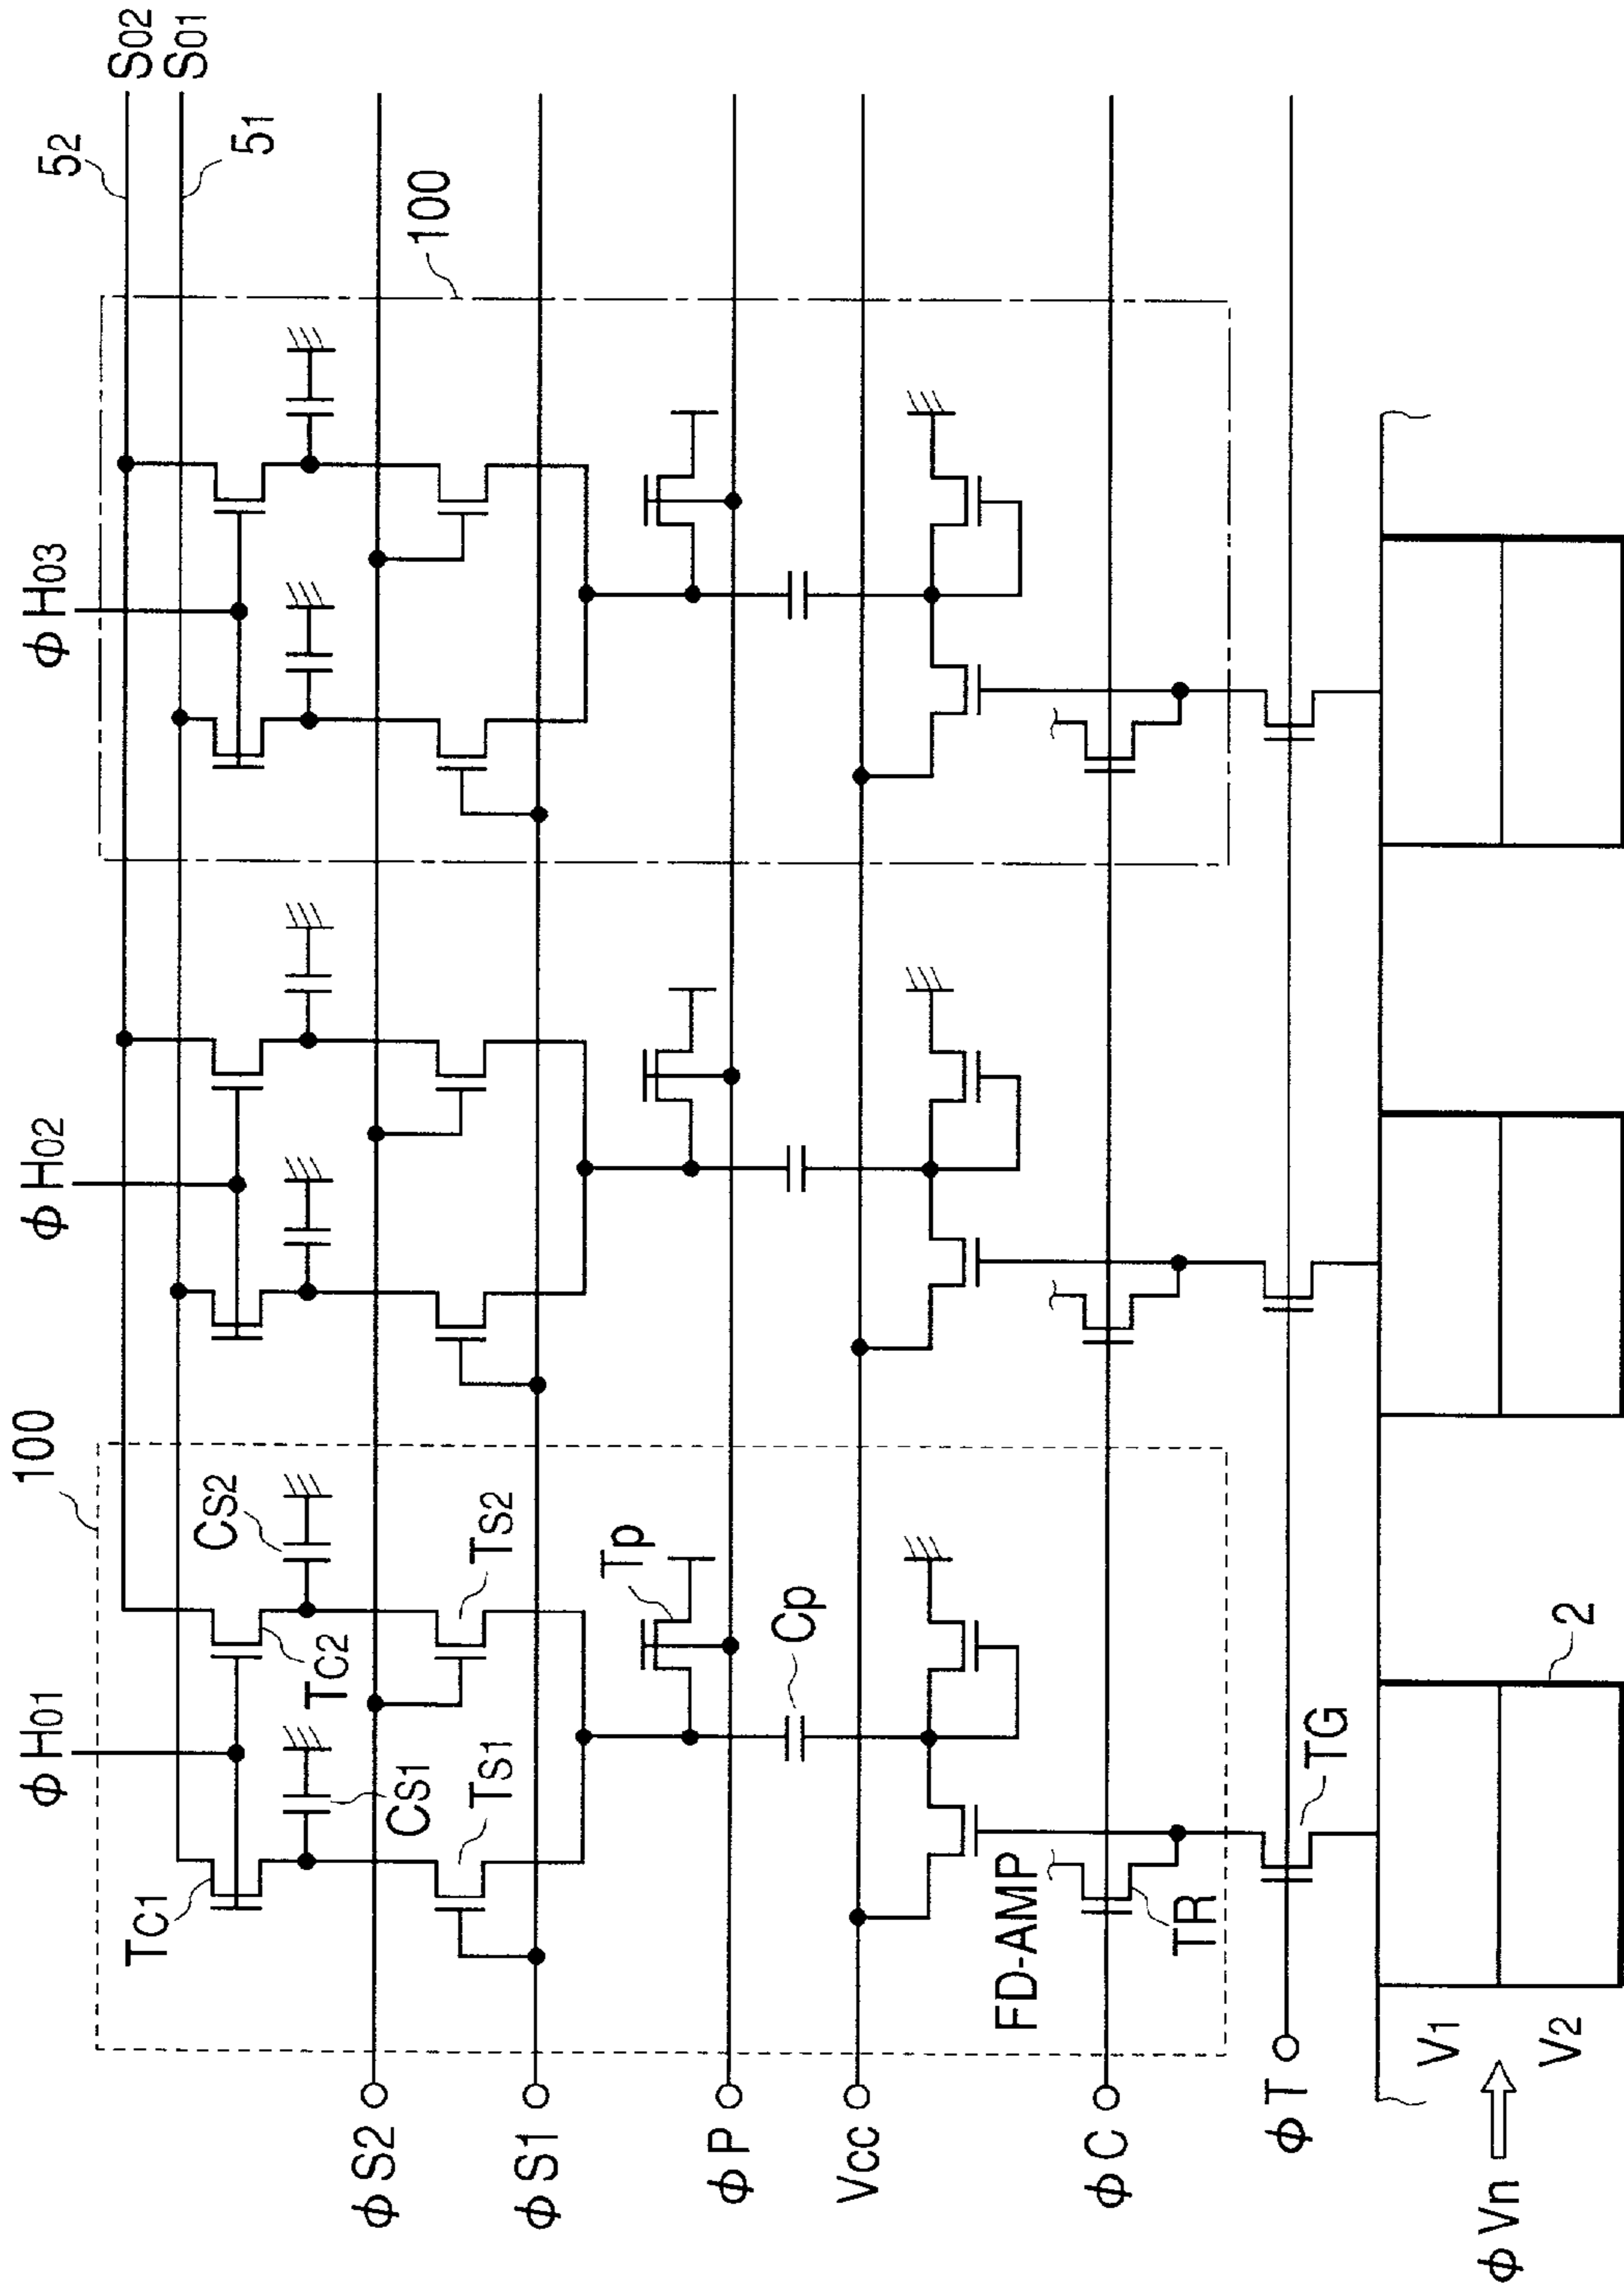 φ H01
φ H02
φ H03
S02
S01
52
51
100
100
TC1
TC2
CS1
CS2
TS1
TS2
Tp
Cp
FD-AMP
TR
TG
2
φ S2
φ S1
φ P
VCC
φ C
φ T
φ Vn
V1
V2